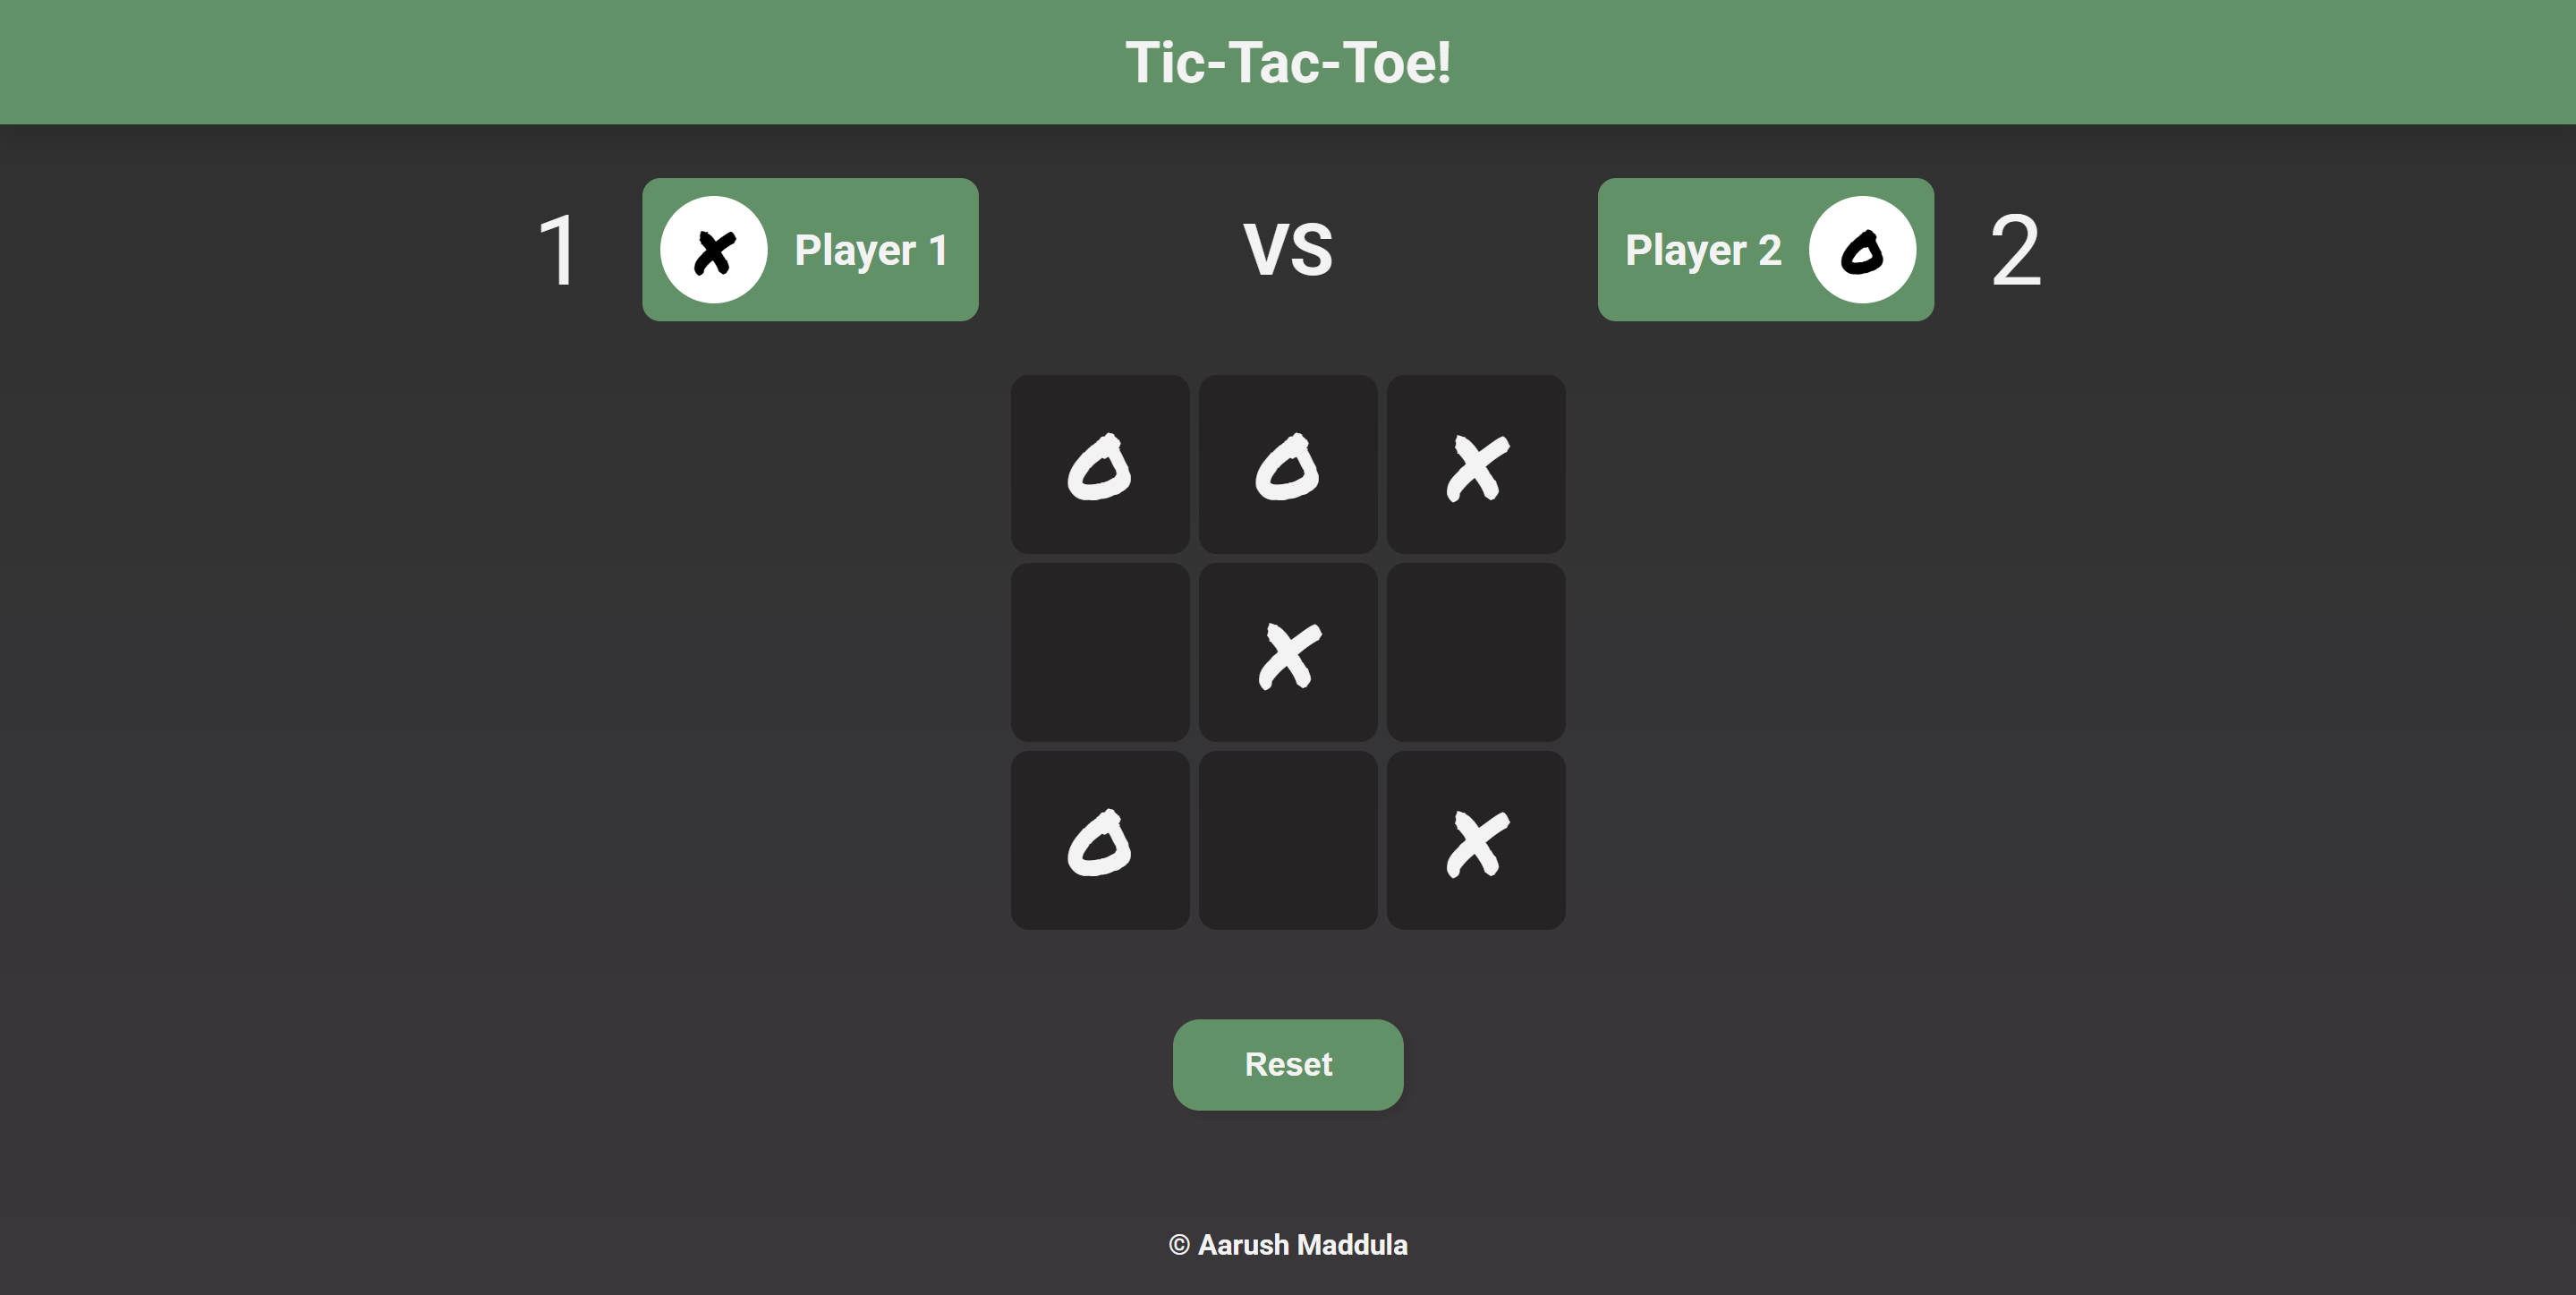 Tic-Tac-Toe!
1 X Player 1 VS Player 2 O 2
O O X
X
O X
Reset
© Aarush Maddula